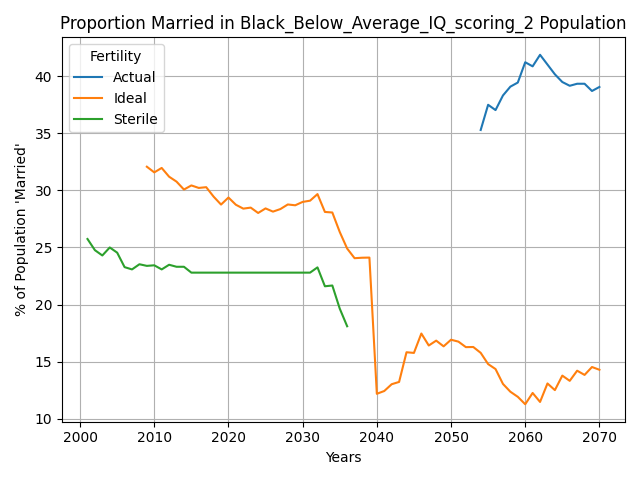 Proportion Married in Black_Below_Average_IQ_scoring_2 Population
Fertility
Actual
Ideal
Sterile
% of Population 'Married'
40
35
30
25
20
15
10
2000
2010
2020
2030
2040
2050
2060
2070
Years